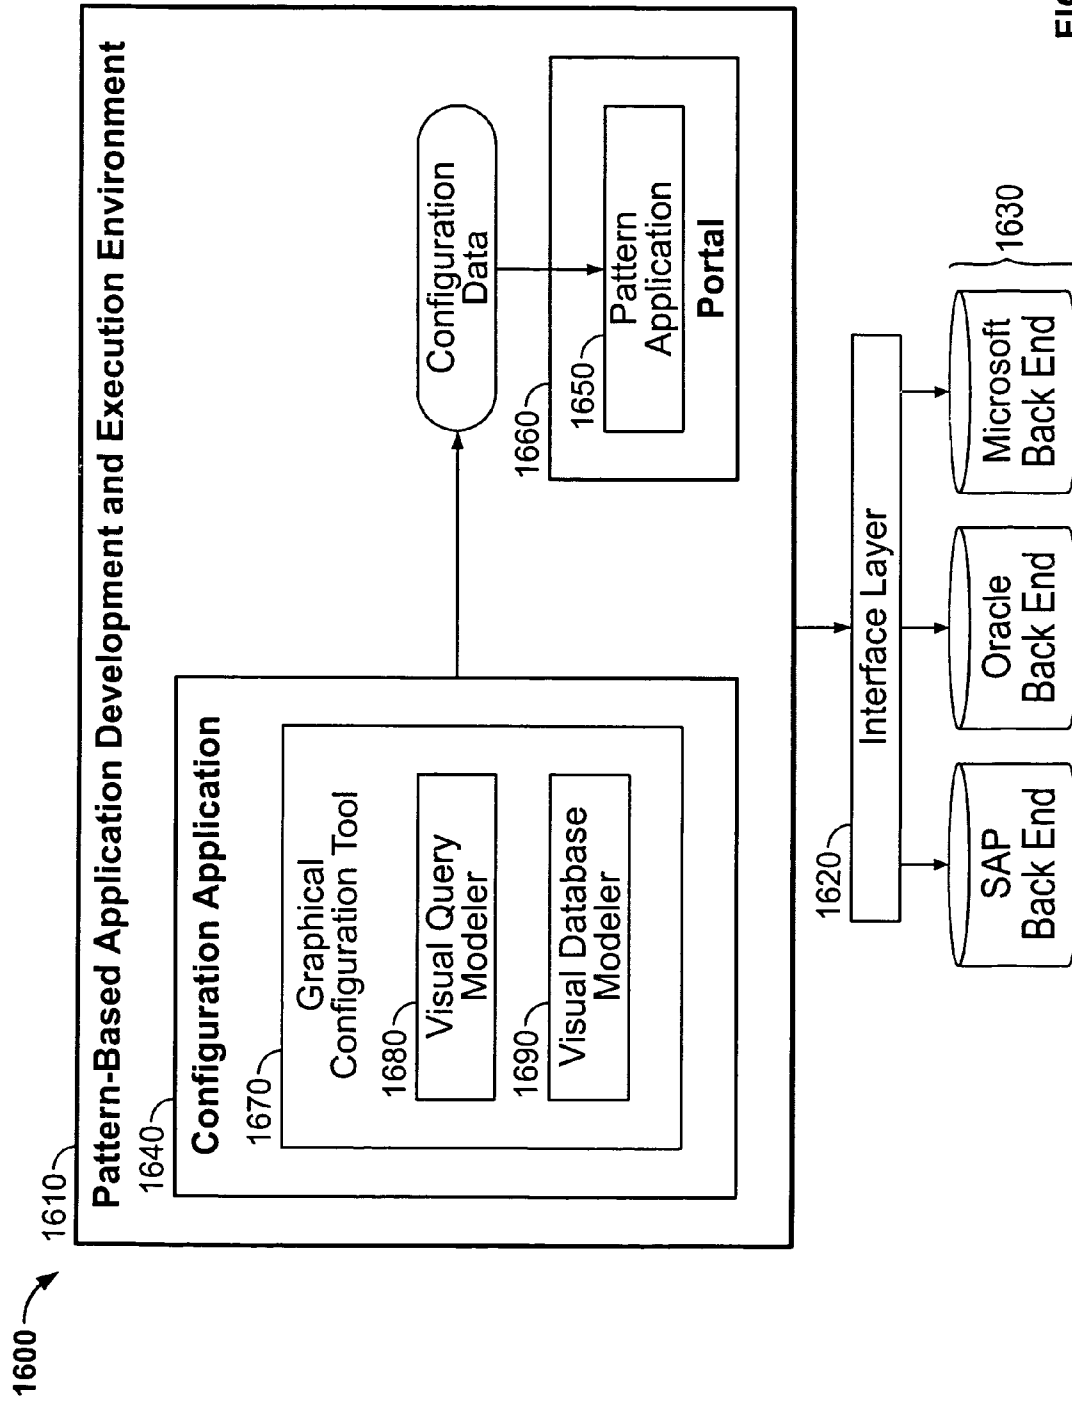 1600
1610
Pattern-Based Application Development and Execution Environment
1640
Configuration Application
1670
Graphical
Configuration Tool
1680
Visual Query
Modeler
1690
Visual Database
Modeler
Configuration
Data
1660
1650
Pattern
Application
Portal
1620
Interface Layer
SAP
Back End
Oracle
Back End
Microsoft
Back End
1630